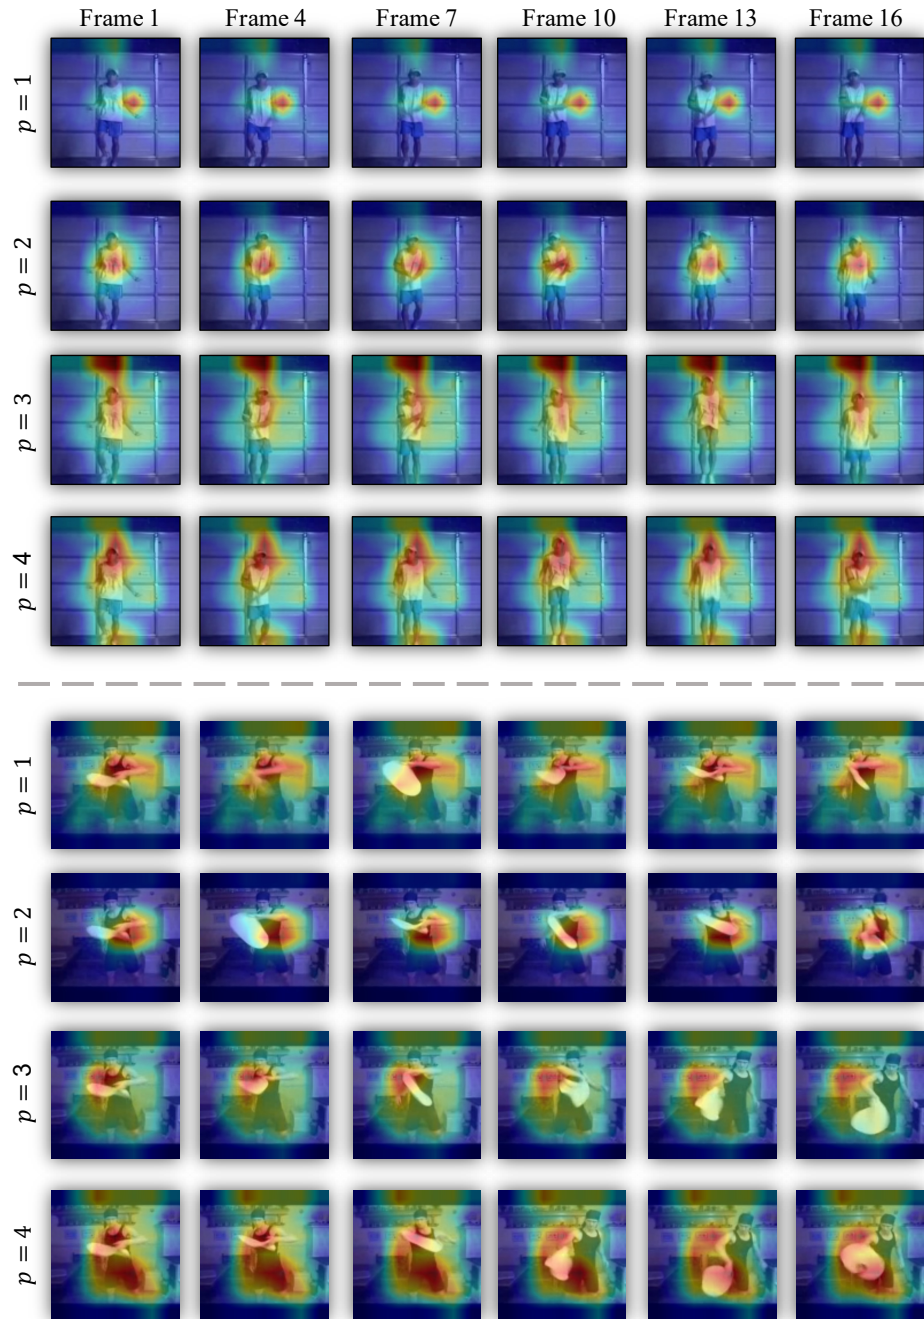 Frame 1 Frame 4 Frame 7 Frame 10 Frame 13 Frame 16
p = 1
p = 2
p = 3
p = 4
p = 1
p = 2
p = 3
p = 4